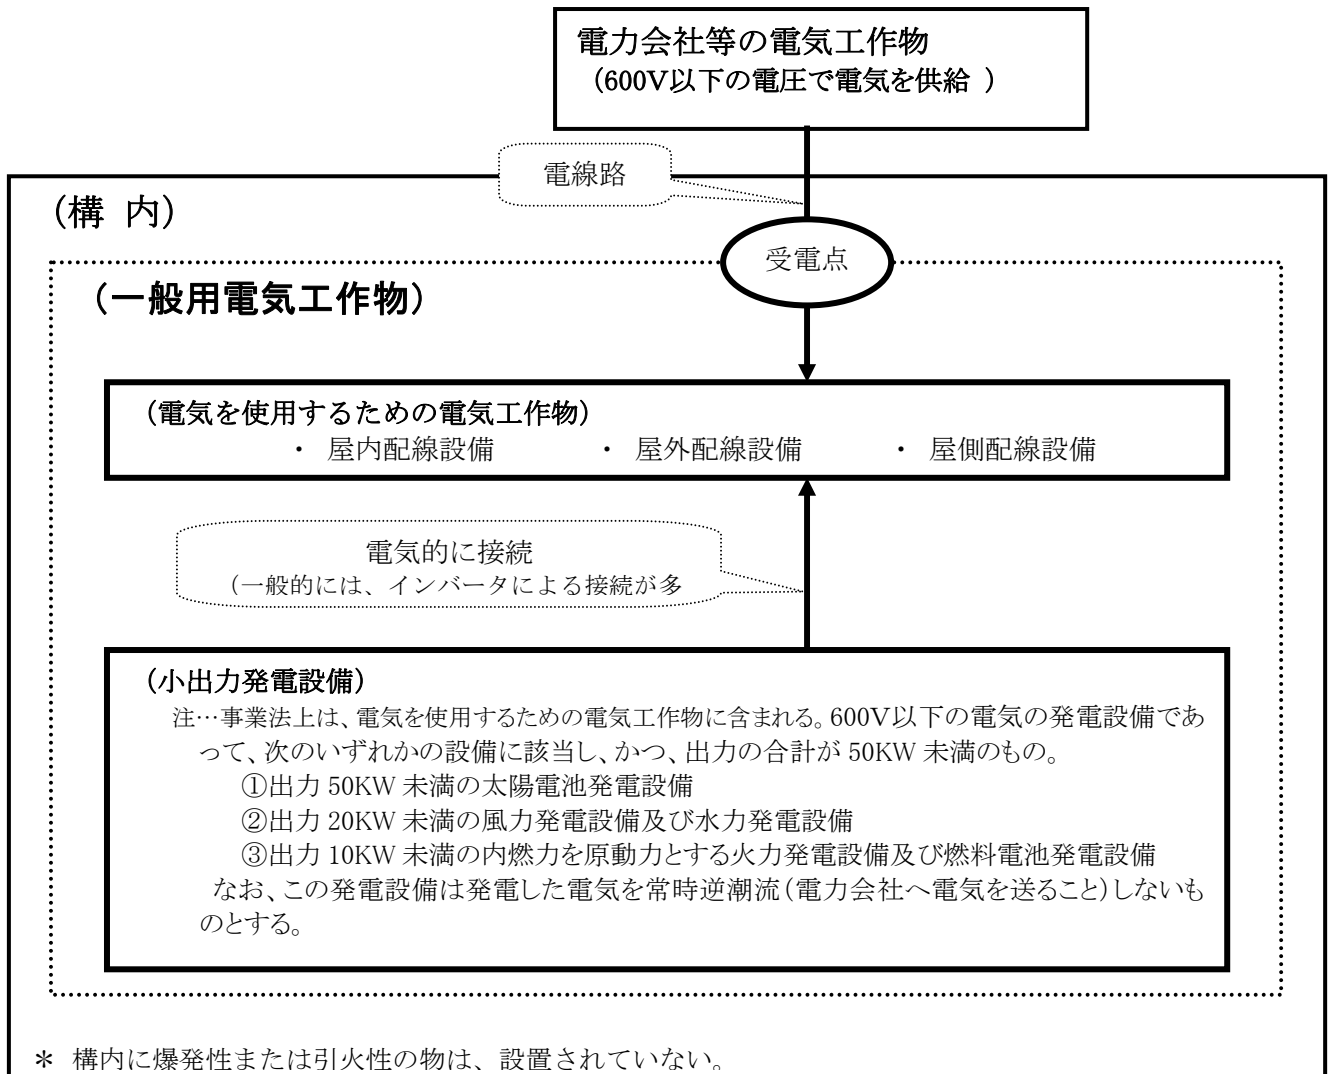 電力会社等の電気工作物
（600V以下の電圧で電気を供給 ）
電線路
（構 内）
受電点
（一般用電気工作物）
（電気を使用するための電気工作物）
・ 屋内配線設備 ・ 屋外配線設備 ・ 屋側配線設備
電気的に接続
（一般的には、インバータによる接続が多
（小出力発電設備）
注…事業法上は、電気を使用するための電気工作物に含まれる。600V以下の電気の発電設備であ
って、次のいずれかの設備に該当し、かつ、出力の合計が 50KW 未満のもの。
①出力 50KW 未満の太陽電池発電設備
②出力 20KW 未満の風力発電設備及び水力発電設備
③出力 10KW 未満の内燃力を原動力とする火力発電設備及び燃料電池発電設備
なお、この発電設備は発電した電気を常時逆潮流（電力会社へ電気を送ること）しないも
のとする。
＊ 構内に爆発性または引火性の物は、設置されていない。